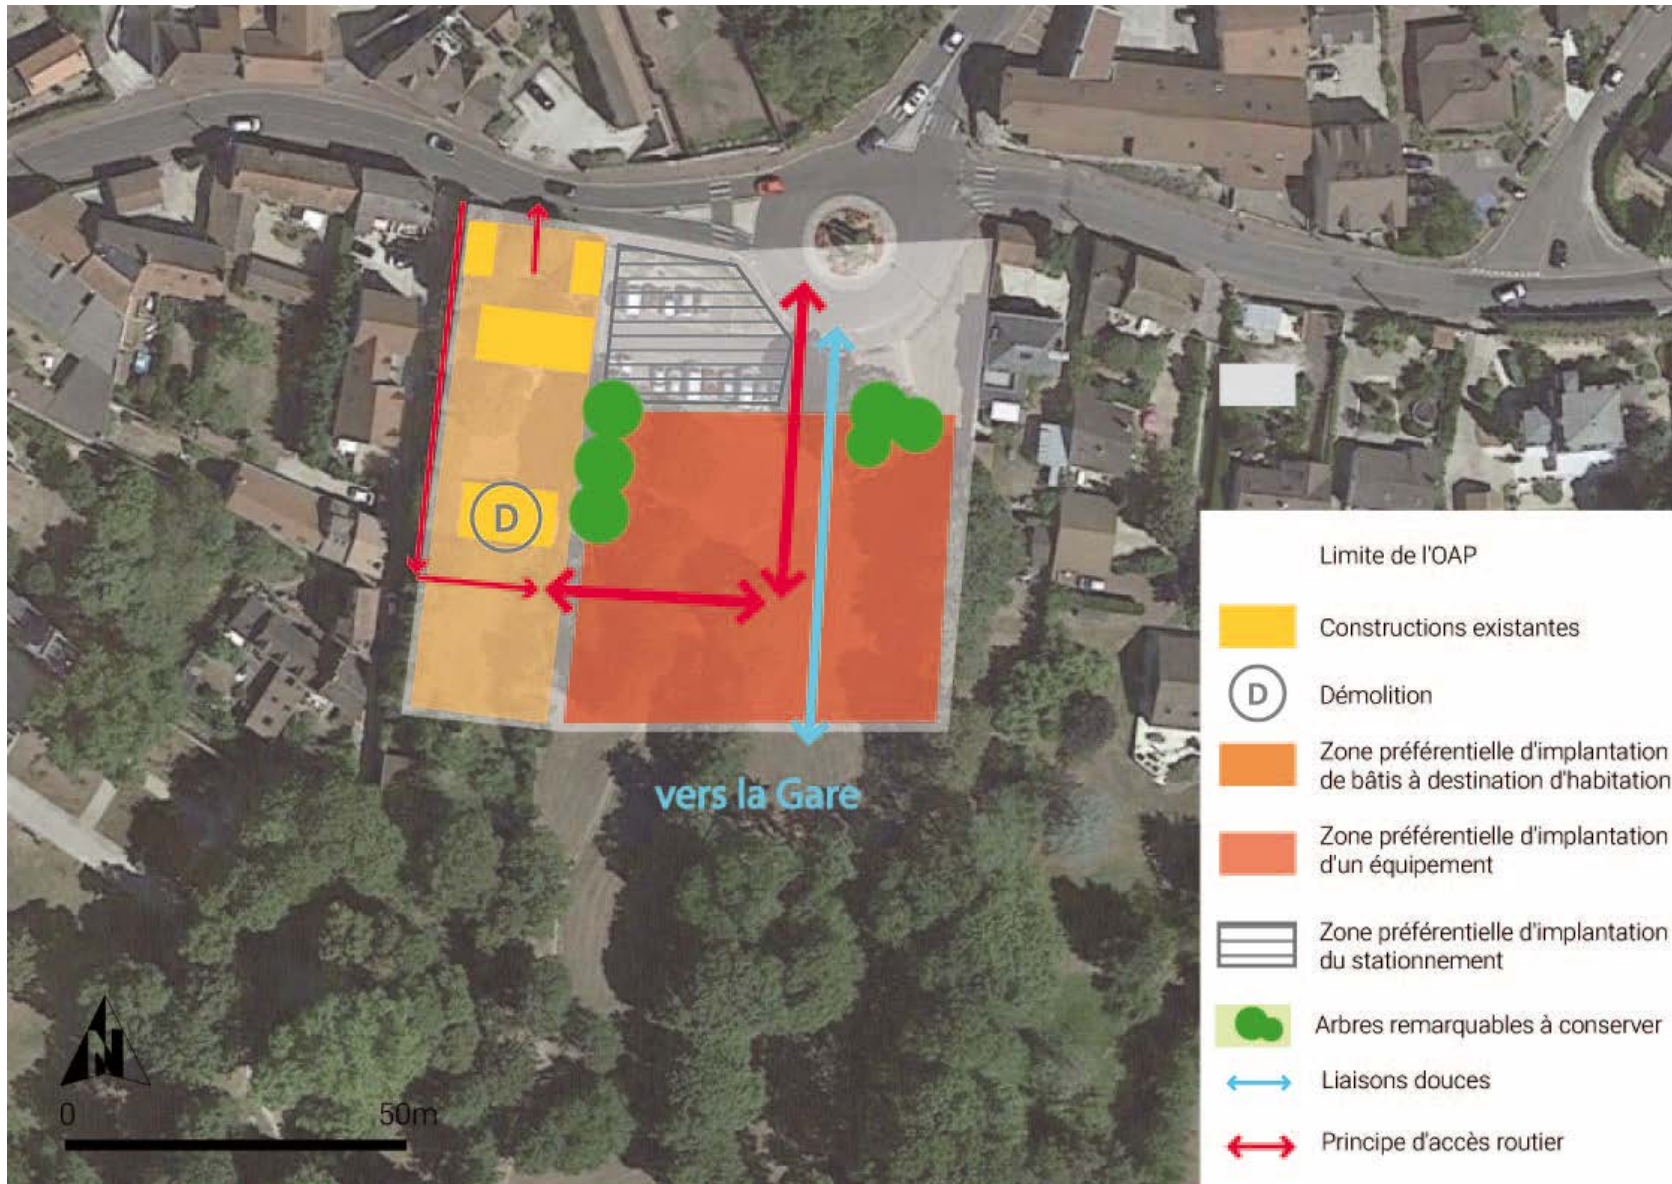 D
vers la Gare
N
0 50m
Limite de l'OAP
Constructions existantes
D
Démolition
Zone préférentielle d'implantation
de bâtis à destination d'habitation
Zone préférentielle d'implantation
d'un équipement
Zone préférentielle d'implantation
du stationnement
Arbres remarquables à conserver
Liaisons douces
Principe d'accès routier